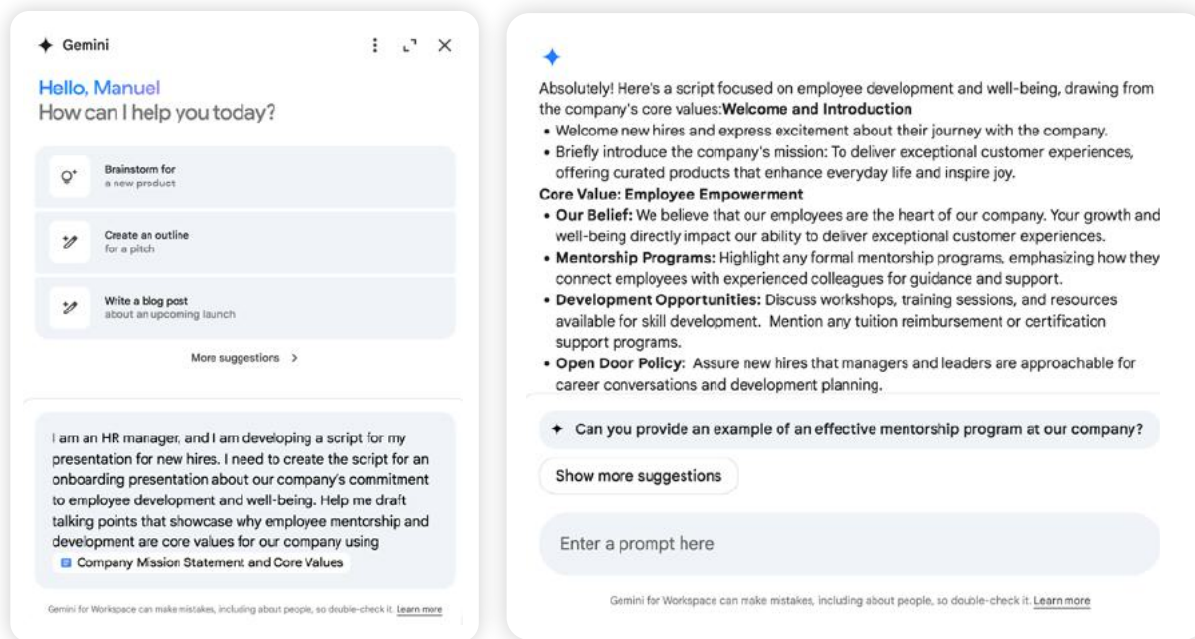 Gemini
Hello, Manuel
How can I help you today?
Brainstorm for
a new product
Create an outline
for a pitch
Write a blog post
about an upcoming launch
More suggestions >
I am an HR manager, and I am developing a script for my
presentation for new hires. I need to create the script for an
onboarding presentation about our company's commitment
to employee development and well-being. Help me draft
talking points that showcase why employee mentorship and
development are core values for our company using
Company Mission Statement and Core Values
Gemini for Workspace can make mistakes, including about people, so double-check it. Learn more
Absolutely! Here's a script focused on employee development and well-being, drawing from
the company's core values:Welcome and Introduction
• Welcome new hires and express excitement about their journey with the company.
• Briefly introduce the company's mission: To deliver exceptional customer experiences,
offering curated products that enhance everyday life and inspire joy.
Core Value: Employee Empowerment
• Our Belief: We believe that our employees are the heart of our company. Your growth and
well-being directly impact our ability to deliver exceptional customer experiences.
• Mentorship Programs: Highlight any formal mentorship programs, emphasizing how they
connect employees with experienced colleagues for guidance and support.
• Development Opportunities: Discuss workshops, training sessions, and resources
available for skill development. Mention any tuition reimbursement or certification
support programs.
• Open Door Policy: Assure new hires that managers and leaders are approachable for
career conversations and development planning.
Can you provide an example of an effective mentorship program at our company?
Show more suggestions
Enter a prompt here
Gemini for Workspace can make mistakes, including about people, so double-check it. Learn more